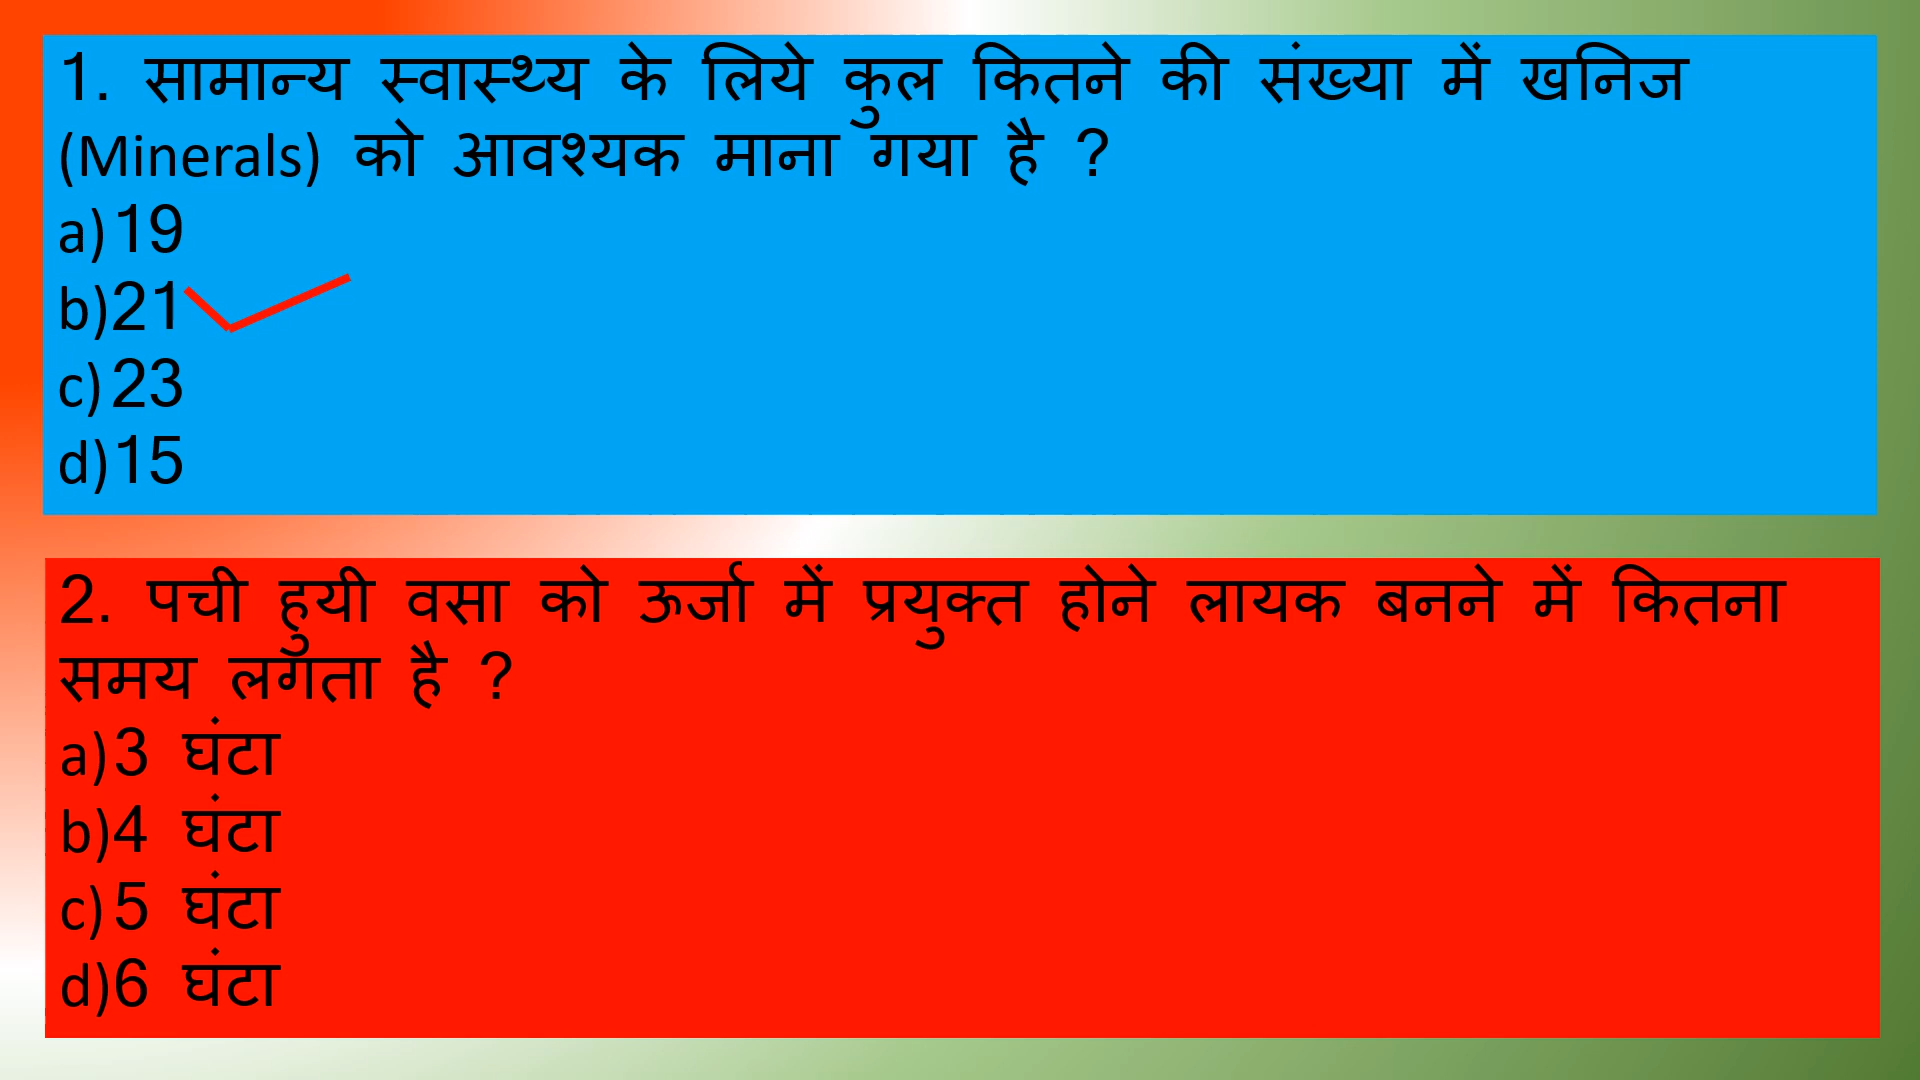 1. सामान्य स्वास्थ्य के लिये कुल कितने की संख्या में खनिज
(Minerals) को आवश्यक माना गया है ?
a)19
b)21
c)23
d)15
2. पची हुयी वसा को ऊर्जा में प्रयुक्त होने लायक बनने में कितना
समय लगता है ?
a)3 घंटा
b)4 घंटा
c)5 घंटा
d)6 घंटा